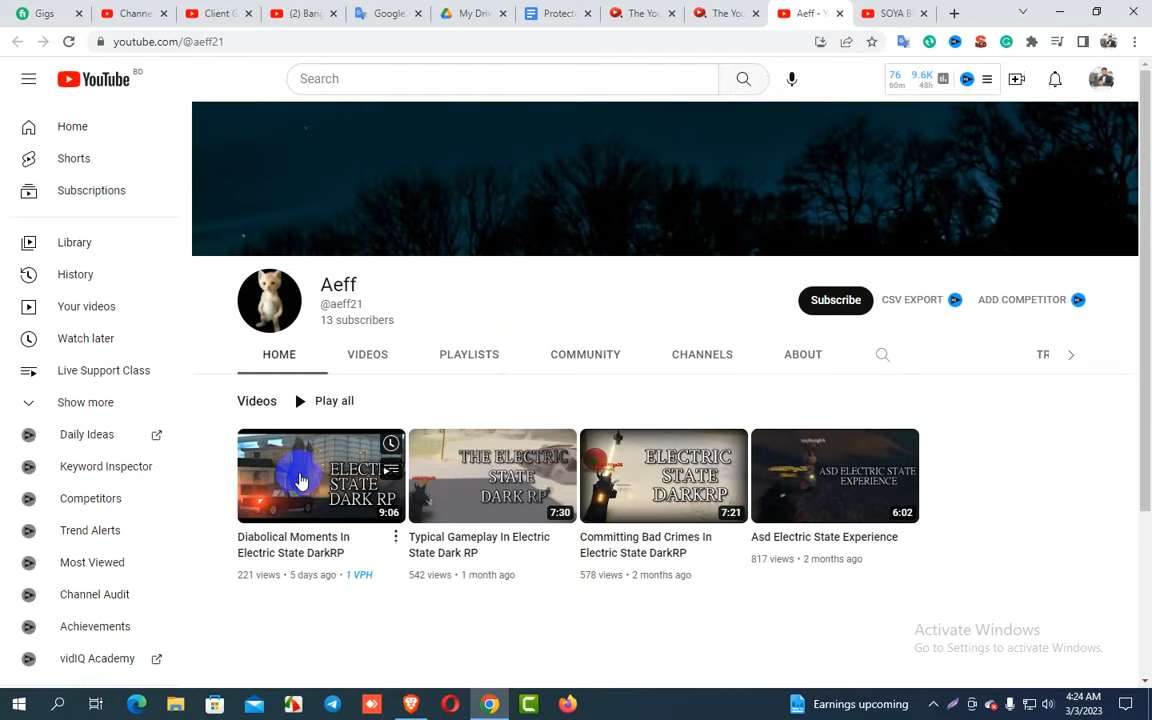 Gigs
Channe
Client G
(2) Bang
Google
My Driv
Protect
The You
The You
Aeff - Y
SOYA B
youtube.com/@aeff21
YouTube BD
Search
76 60m
9.6K 48h
Home
Shorts
Subscriptions
Library
History
Your videos
Watch later
Live Support Class
Show more
Daily Ideas
Keyword Inspector
Competitors
Trend Alerts
Most Viewed
Channel Audit
Achievements
vidIQ Academy
Aeff
@aeff21
13 subscribers
Subscribe
CSV EXPORT
ADD COMPETITOR
HOME
VIDEOS
PLAYLISTS
COMMUNITY
CHANNELS
ABOUT
TR
Videos
Play all
ELECT
STATE
DARK RP
9:06
Diabolical Moments In
Electric State DarkRP
221 views • 5 days ago • 1 VPH
THE ELECTRIC
STATE
DARK RP
7:30
Typical Gameplay In Electric
State Dark RP
542 views • 1 month ago
ELECTRIC
STATE
DARKRP
7:21
Committing Bad Crimes In
Electric State DarkRP
578 views • 2 months ago
ASD ELECTRIC STATE
EXPERIENCE
6:02
Asd Electric State Experience
817 views • 2 months ago
Activate Windows
Go to Settings to activate Windows.
Earnings upcoming
4:24 AM
3/3/2023